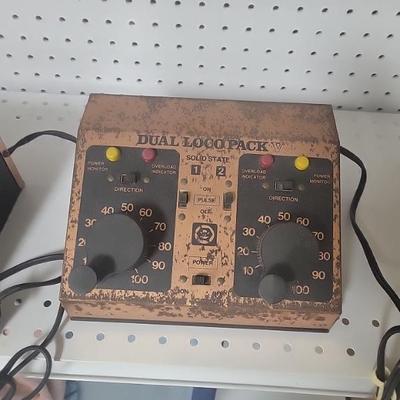 DUAL LOCO PACK
SOLID STATE
1 2
POWER MONITOR
OVERLOAD INDICATOR
DIRECTION
ON
PULSE
OFF
OVERLOAD INDICATOR
POWER MONITOR
DIRECTION
30 40 50 60 70 80 90 100
10 20 30 40 50 60 70 80 90 100
POWER